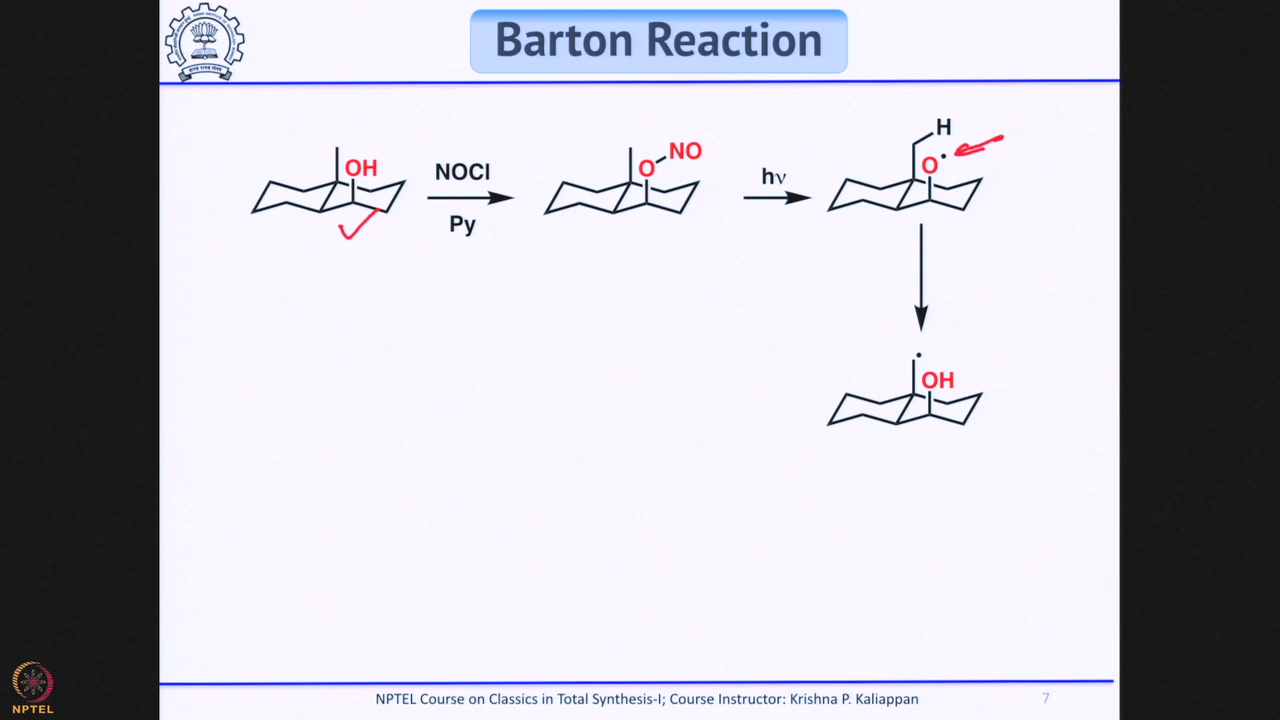 Barton Reaction
OH
NOCl
Py
O
NO
hν
H
O
OH
NPTEL Course on Classics in Total Synthesis-I; Course Instructor: Krishna P. Kaliappan
7
NPTEL